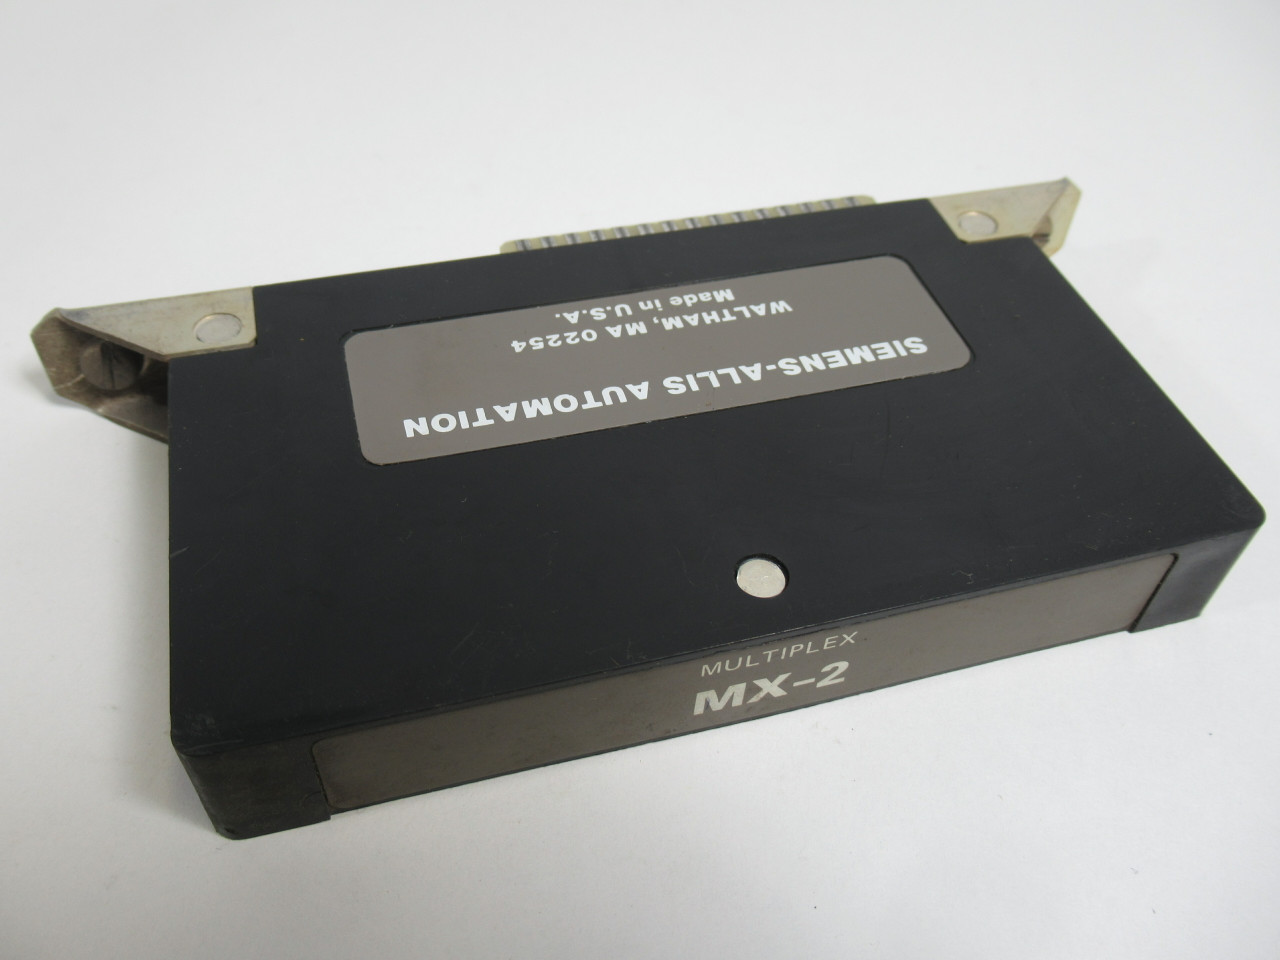 SIEMENS-ALLIS AUTOMATION
WALTHAM, MA 02254
Made in U.S.A.
MULTIPLEX
MX-2